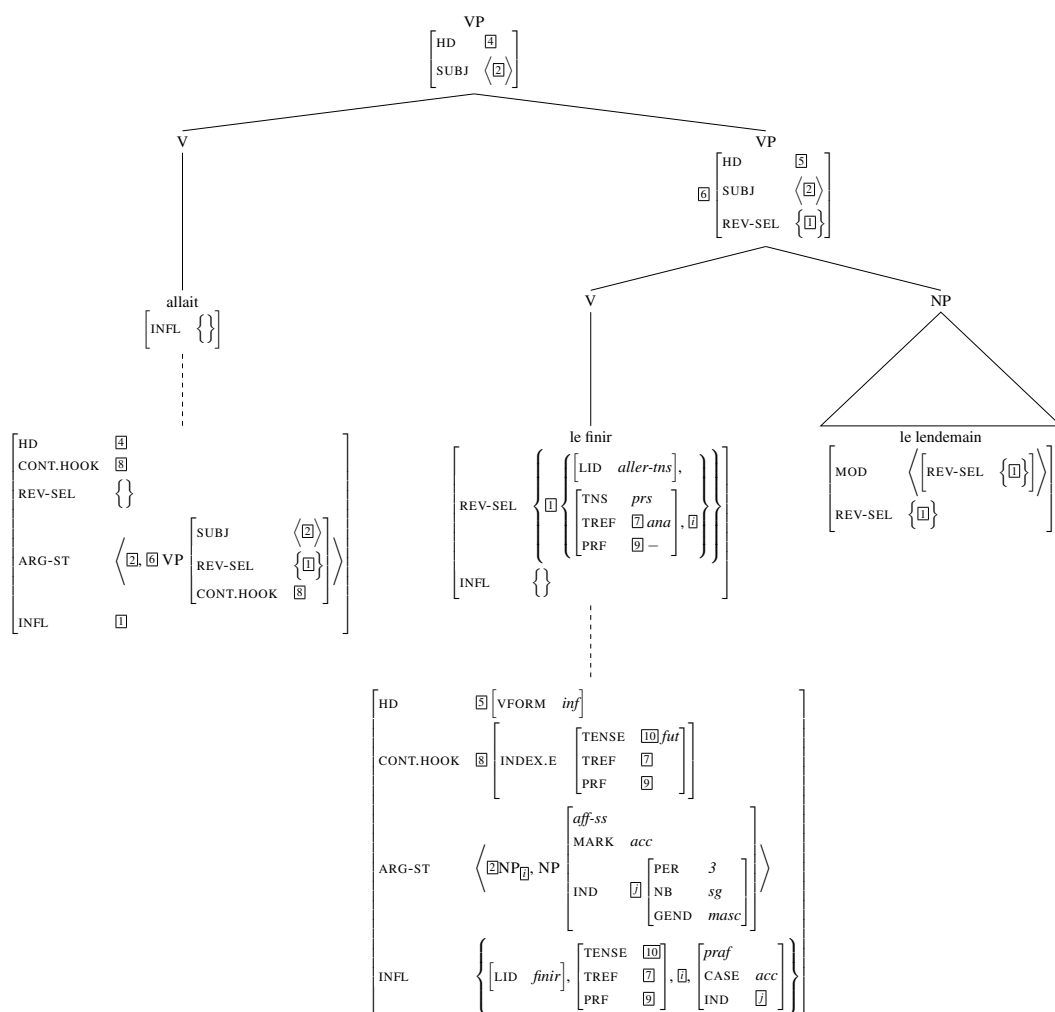 VP
HD 4
SUBJ ⟨2⟩
V
VP
6
HD 5
SUBJ ⟨2⟩
REV-SEL {1}
allait
INFL {}
V
NP
HD 4
CONT.HOOK 8
REV-SEL {}
ARG-ST ⟨2, 6 VP
SUBJ ⟨2⟩
REV-SEL {1}
CONT.HOOK 8
⟩
INFL 1
le finir
REV-SEL { 1 {
LID aller-tns,
TNS prs
TREF 7 ana
PRF 9 −
, i } }
INFL {}
le lendemain
MOD ⟨[REV-SEL {1}]⟩
REV-SEL {1}
HD 5 [VFORM inf]
CONT.HOOK 8 [INDEX.E
TENSE 10 fut
TREF 7
PRF 9
]
ARG-ST ⟨2NP i, NP
aff-ss
MARK acc
IND j
PER 3
NB sg
GEND masc
⟩
INFL { [LID finir],
TENSE 10
TREF 7
PRF 9
, i,
praf
CASE acc
IND j
}